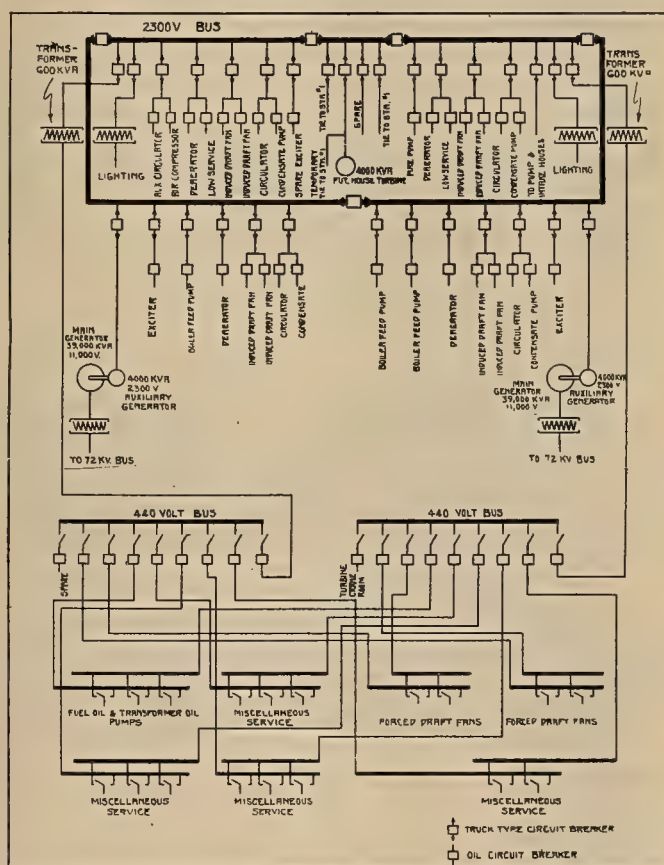 2300V BUS
TRANS-
FORMER
600 KVA
TRANS
FORMER
600 KVA
LIGHTING
AUX CIRCULATER
AIR COMPRESSOR
DEAERATOR
LOW SERVICE
INDUCED DRAFT FAN
INDUCED DRAFT FAN
CIRCULATOR
CONDENSATE PUMP
SPARE EXCITER
TEMPORARY
TIE TO STA. #1
TIE TO STA. #1
SPARE
TIE TO STA. #1
4000 KVA
FUT. HOUSE TURBINE
FIRE PUMP
DEAERATOR
LOW SERVICE
INDUCED DRAFT FAN
INDUCED DRAFT FAN
CIRCULATOR
CONDENSATE PUMP
TO PUMP &
INTAKE HOUSES
LIGHTING
EXCITER
BOILER FEED PUMP
DEAERATOR
INDUCED DRAFT FAN
INDUCED DRAFT FAN
CIRCULATOR
CONDENSATE
BOILER FEED PUMP
BOILER FEED PUMP
DEAERATOR
INDUCED DRAFT FAN
INDUCED DRAFT FAN
CIRCULATOR
CONDENSATE PUMP
EXCITER
MAIN
GENERATOR
39,000 KVA
11,000 V.
4000 KVA
2300 V
AUXILIARY
GENERATOR
TO 72 KV. BUS
MAIN
GENERATOR
39,000 KVA
11,000 V
4000 KVA
2300 V
AUXILIARY
GENERATOR
TO 72 KV BUS
440 VOLT BUS
440 VOLT BUS
SPARE
TURBINE
ROOM
FUEL OIL & TRANSFORMER OIL
PUMPS
MISCELLANEOUS
SERVICE
FORCED DRAFT FANS
FORCED DRAFT FANS
MISCELLANEOUS
SERVICE
MISCELLANEOUS
SERVICE
MISCELLANEOUS
SERVICE
TRUCK TYPE CIRCUIT BREAKER
OIL CIRCUIT BREAKER